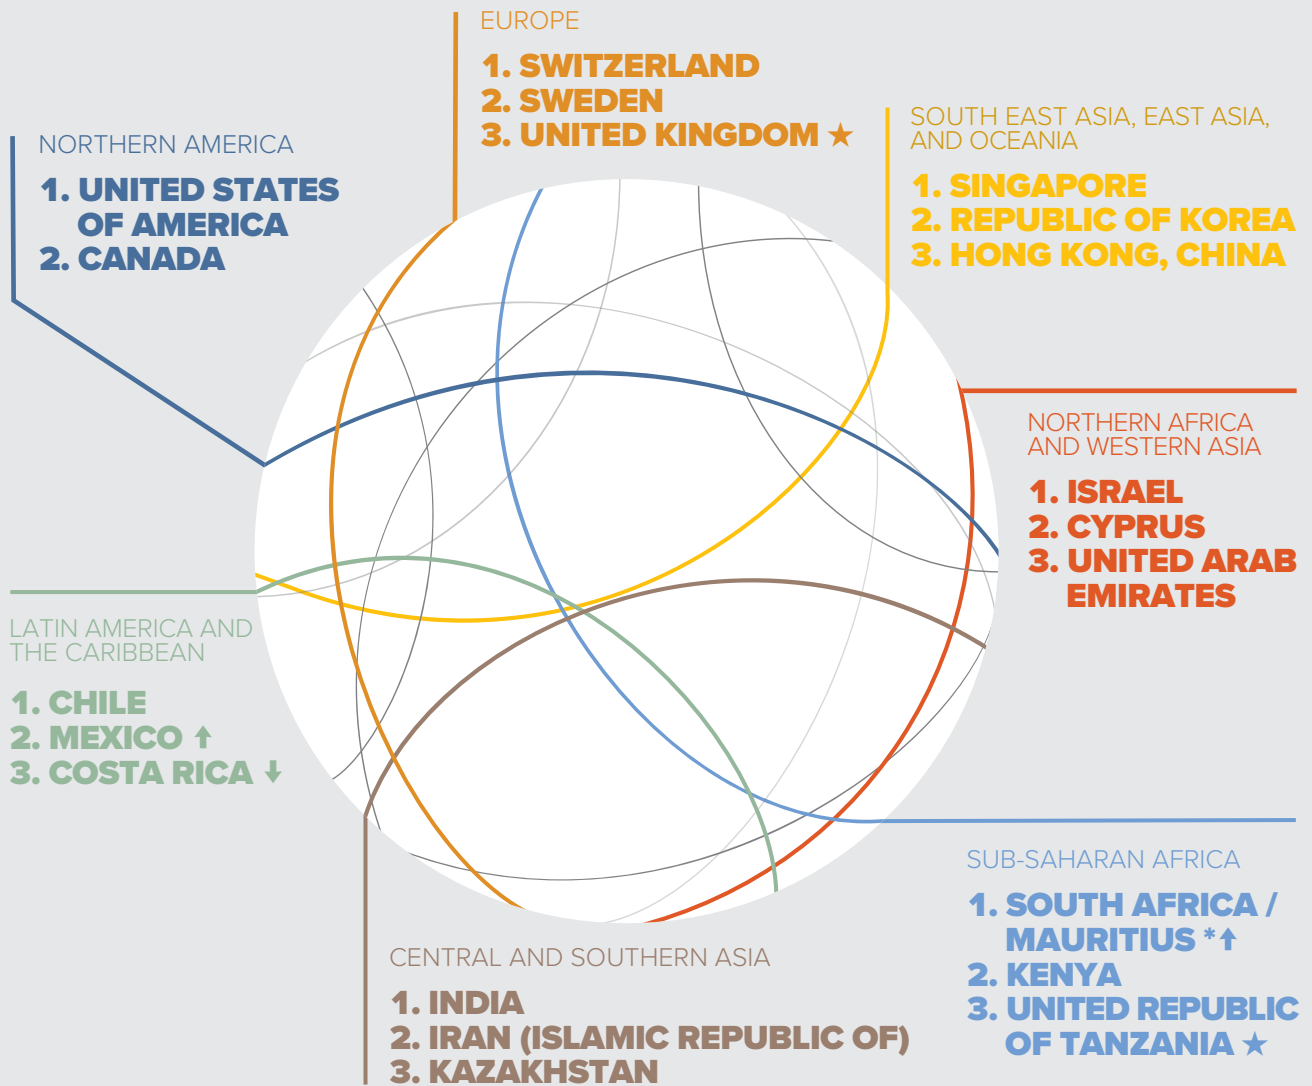 EUROPE
1. SWITZERLAND
2. SWEDEN
3. UNITED KINGDOM ★
NORTHERN AMERICA
1. UNITED STATES
OF AMERICA
2. CANADA
SOUTH EAST ASIA, EAST ASIA,
AND OCEANIA
1. SINGAPORE
2. REPUBLIC OF KOREA
3. HONG KONG, CHINA
NORTHERN AFRICA
AND WESTERN ASIA
1. ISRAEL
2. CYPRUS
3. UNITED ARAB
EMIRATES
LATIN AMERICA AND
THE CARIBBEAN
1. CHILE
2. MEXICO ↑
3. COSTA RICA ↓
SUB-SAHARAN AFRICA
1. SOUTH AFRICA /
MAURITIUS *↑
2. KENYA
3. UNITED REPUBLIC
OF TANZANIA ★
CENTRAL AND SOUTHERN ASIA
1. INDIA
2. IRAN (ISLAMIC REPUBLIC OF)
3. KAZAKHSTAN